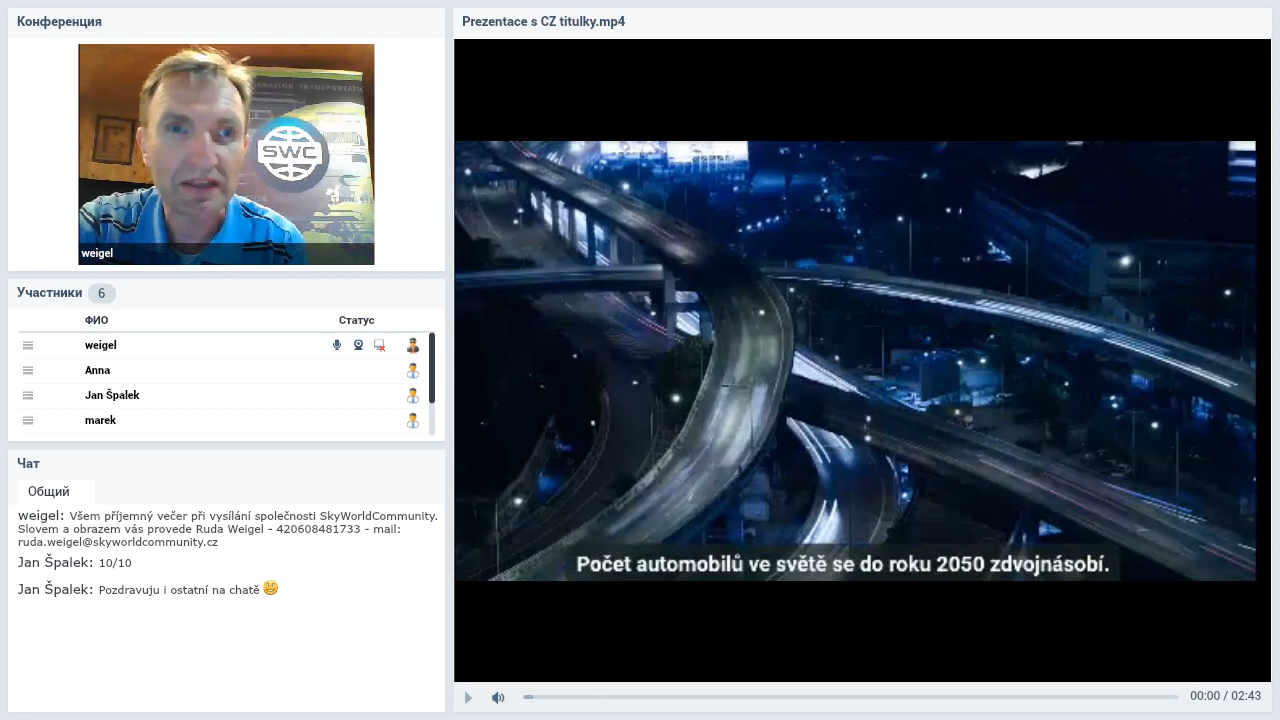 Конференция
SWC
weigel
Участники 6
ФИО Статус
weigel
Anna
Jan Špalek
marek
Чат
Общий
weigel: Všem příjemný večer při vysílání společnosti SkyWorldCommunity.
Slovem a obrazem vás provede Ruda Weigel - 420608481733 - mail:
ruda.weigel@skyworldcommunity.cz
Jan Špalek: 10/10
Jan Špalek: Pozdravuju i ostatní na chatě
Prezentace s CZ titulky.mp4
Počet automobilů ve světě se do roku 2050 zdvojnásobí.
00:00 / 02:43